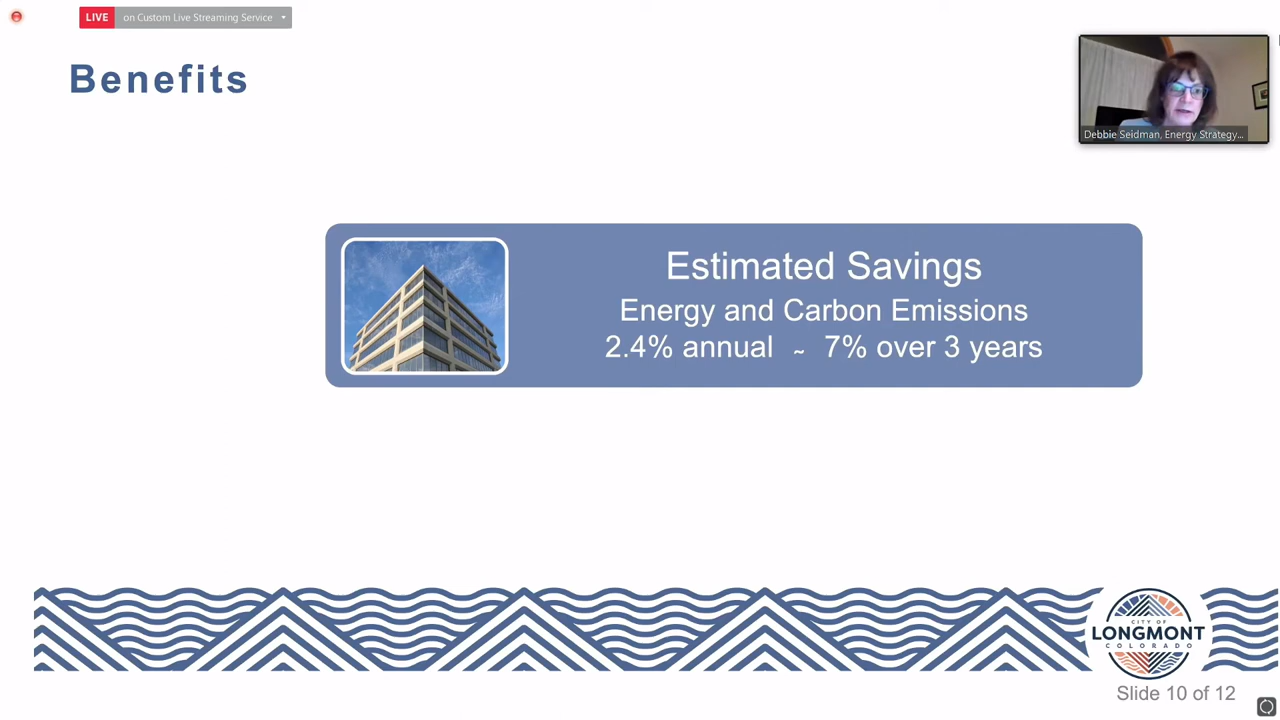 LIVE on Custom Live Streaming Service
Benefits
Debbie Seidman, Energy Strategy...
Estimated Savings
Energy and Carbon Emissions
2.4% annual ~ 7% over 3 years
CITY OF
LONGMONT
COLORADO
Slide 10 of 12